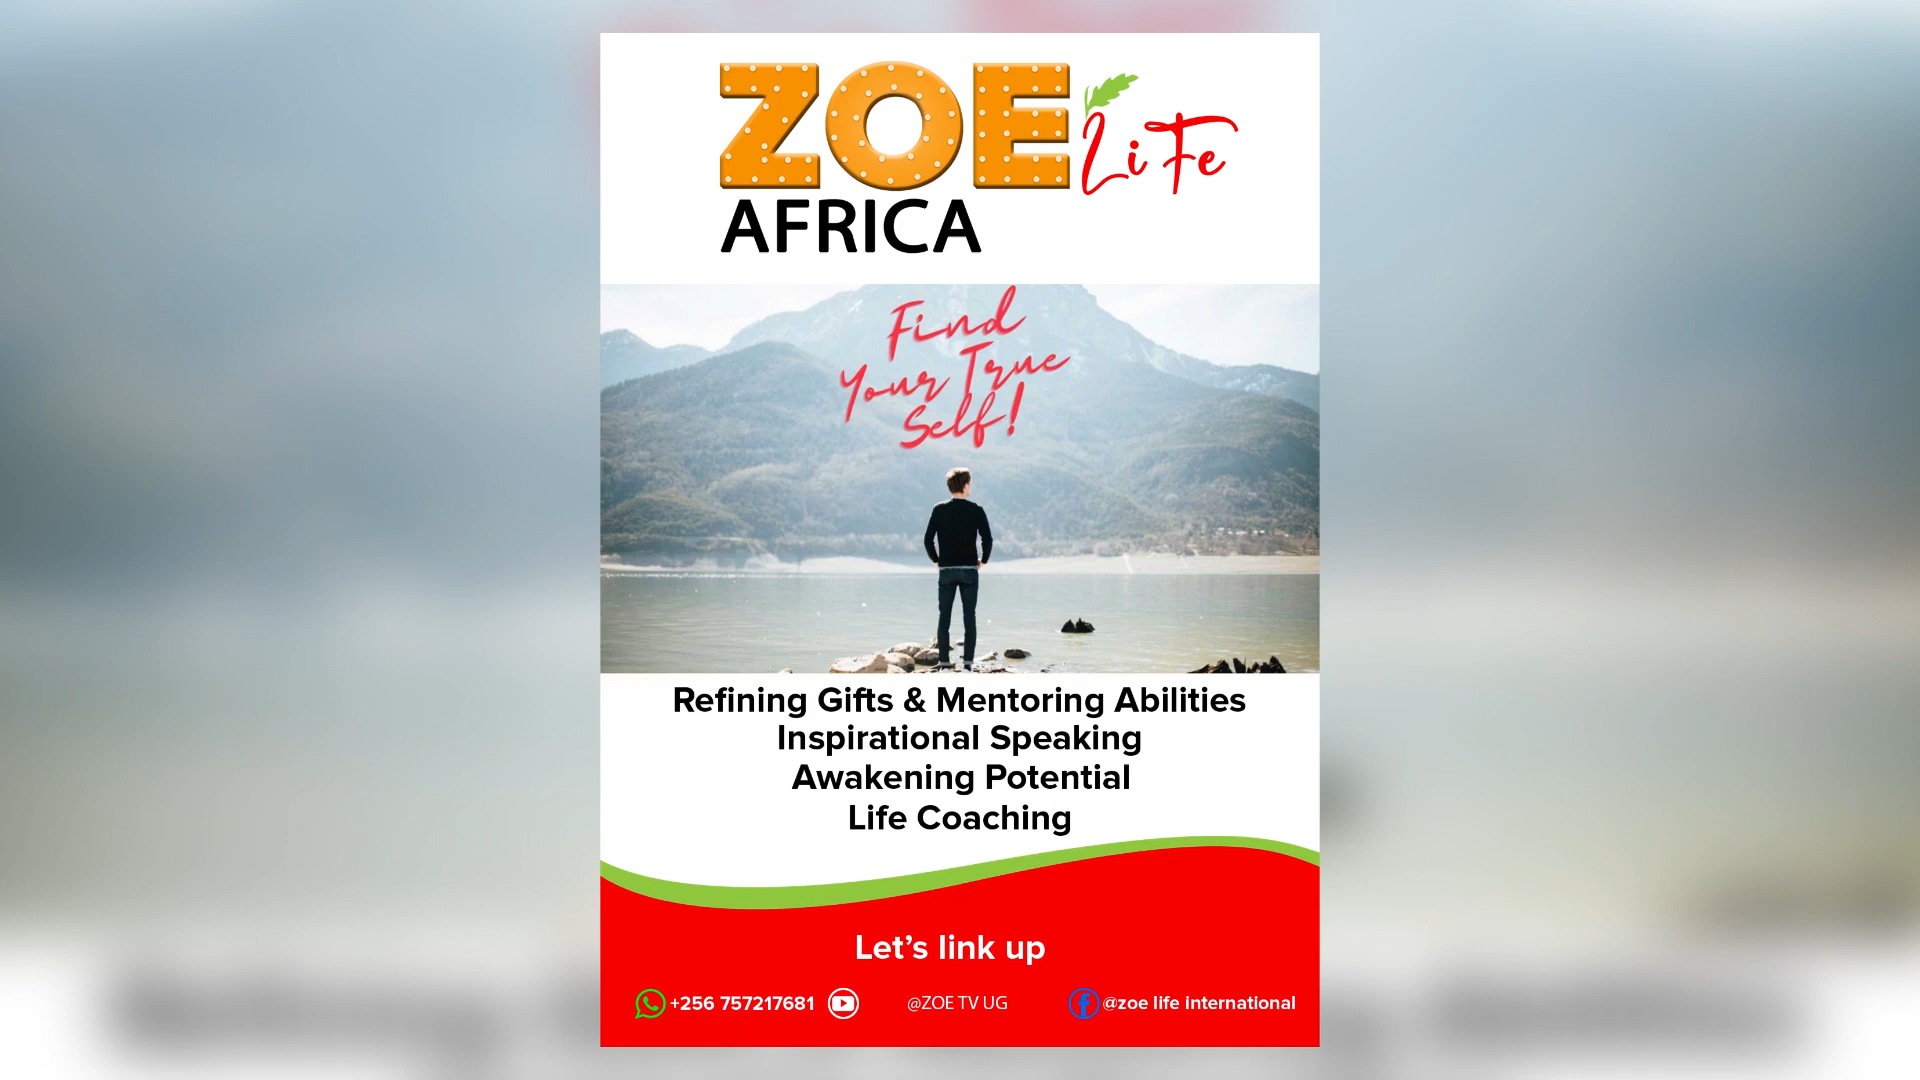 ZOE LiFe
AFRICA
Find
Your True
Self!
Refining Gifts & Mentoring Abilities
Inspirational Speaking
Awakening Potential
Life Coaching
Let’s link up
+256 757217681 @ZOE TV UG @zoe life international